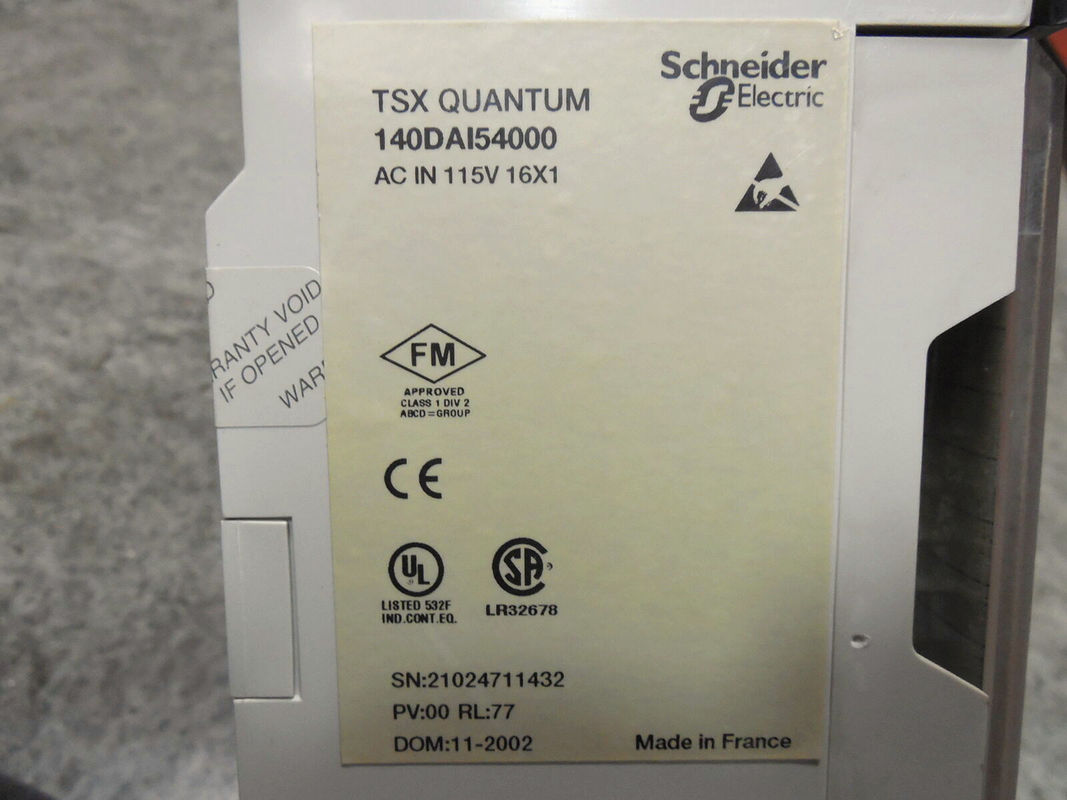 Schneider
Electric
TSX QUANTUM
140DAI54000
AC IN 115V 16X1
WARRANTY VOID
IF OPENED
FM
APPROVED
CLASS 1 DIV 2
ABCD=GROUP
CE
UL
LISTED 532F
IND.CONT.EQ.
SA
LR32678
SN:21024711432
PV:00 RL:77
DOM:11-2002
Made in France